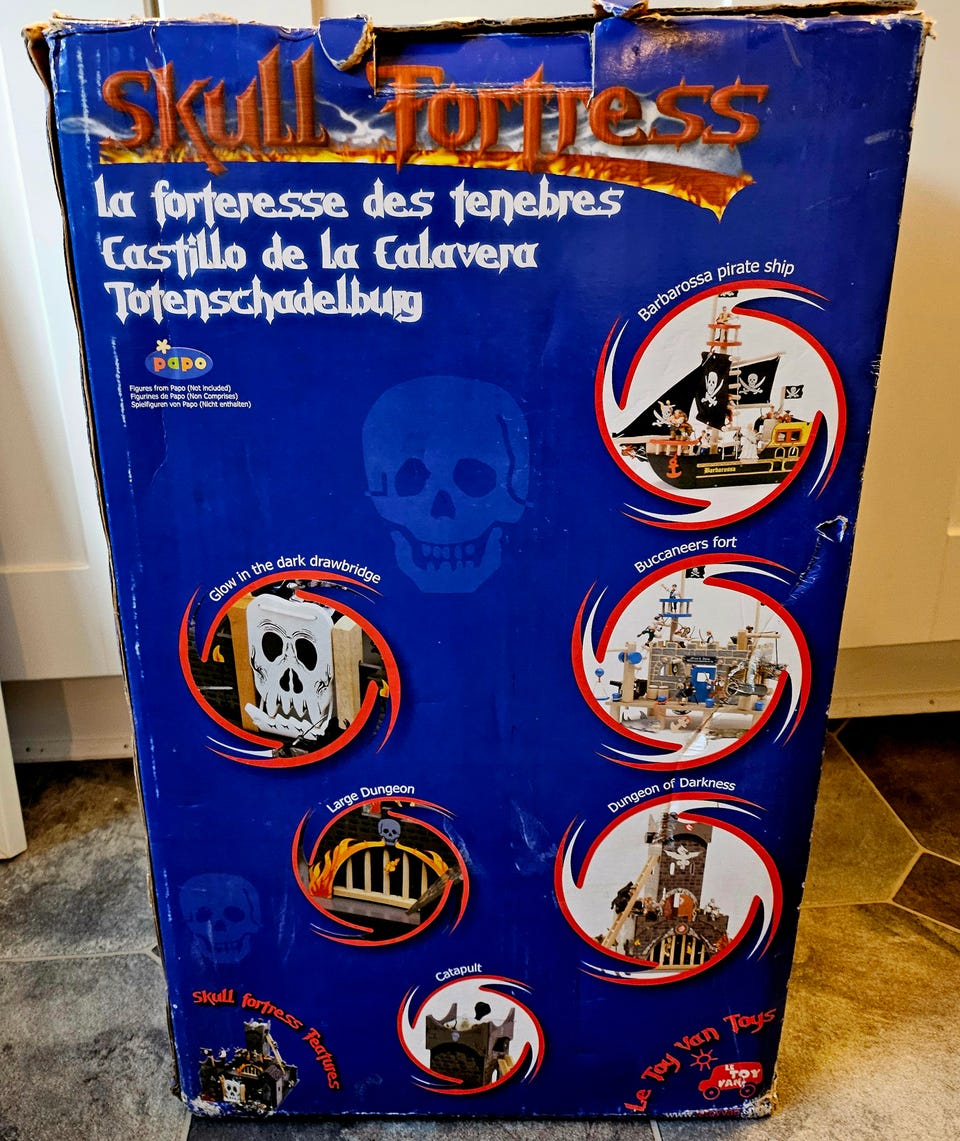 Skull Fortress
La forteresse des tenebres
Castillo de la Calavera
Totenschadelburg
papo
Figures from Papo (Not Included)
Figurines de Papo (Non Comprises)
Spielfiguren von Papo (Nicht enthalten)
Barbarossa pirate ship
Barbarossa
Buccaneers fort
Glow in the dark drawbridge
Large Dungeon
Dungeon of Darkness
Catapult
Skull fortress features
Le Toy Van Toys
LE TOY VAN